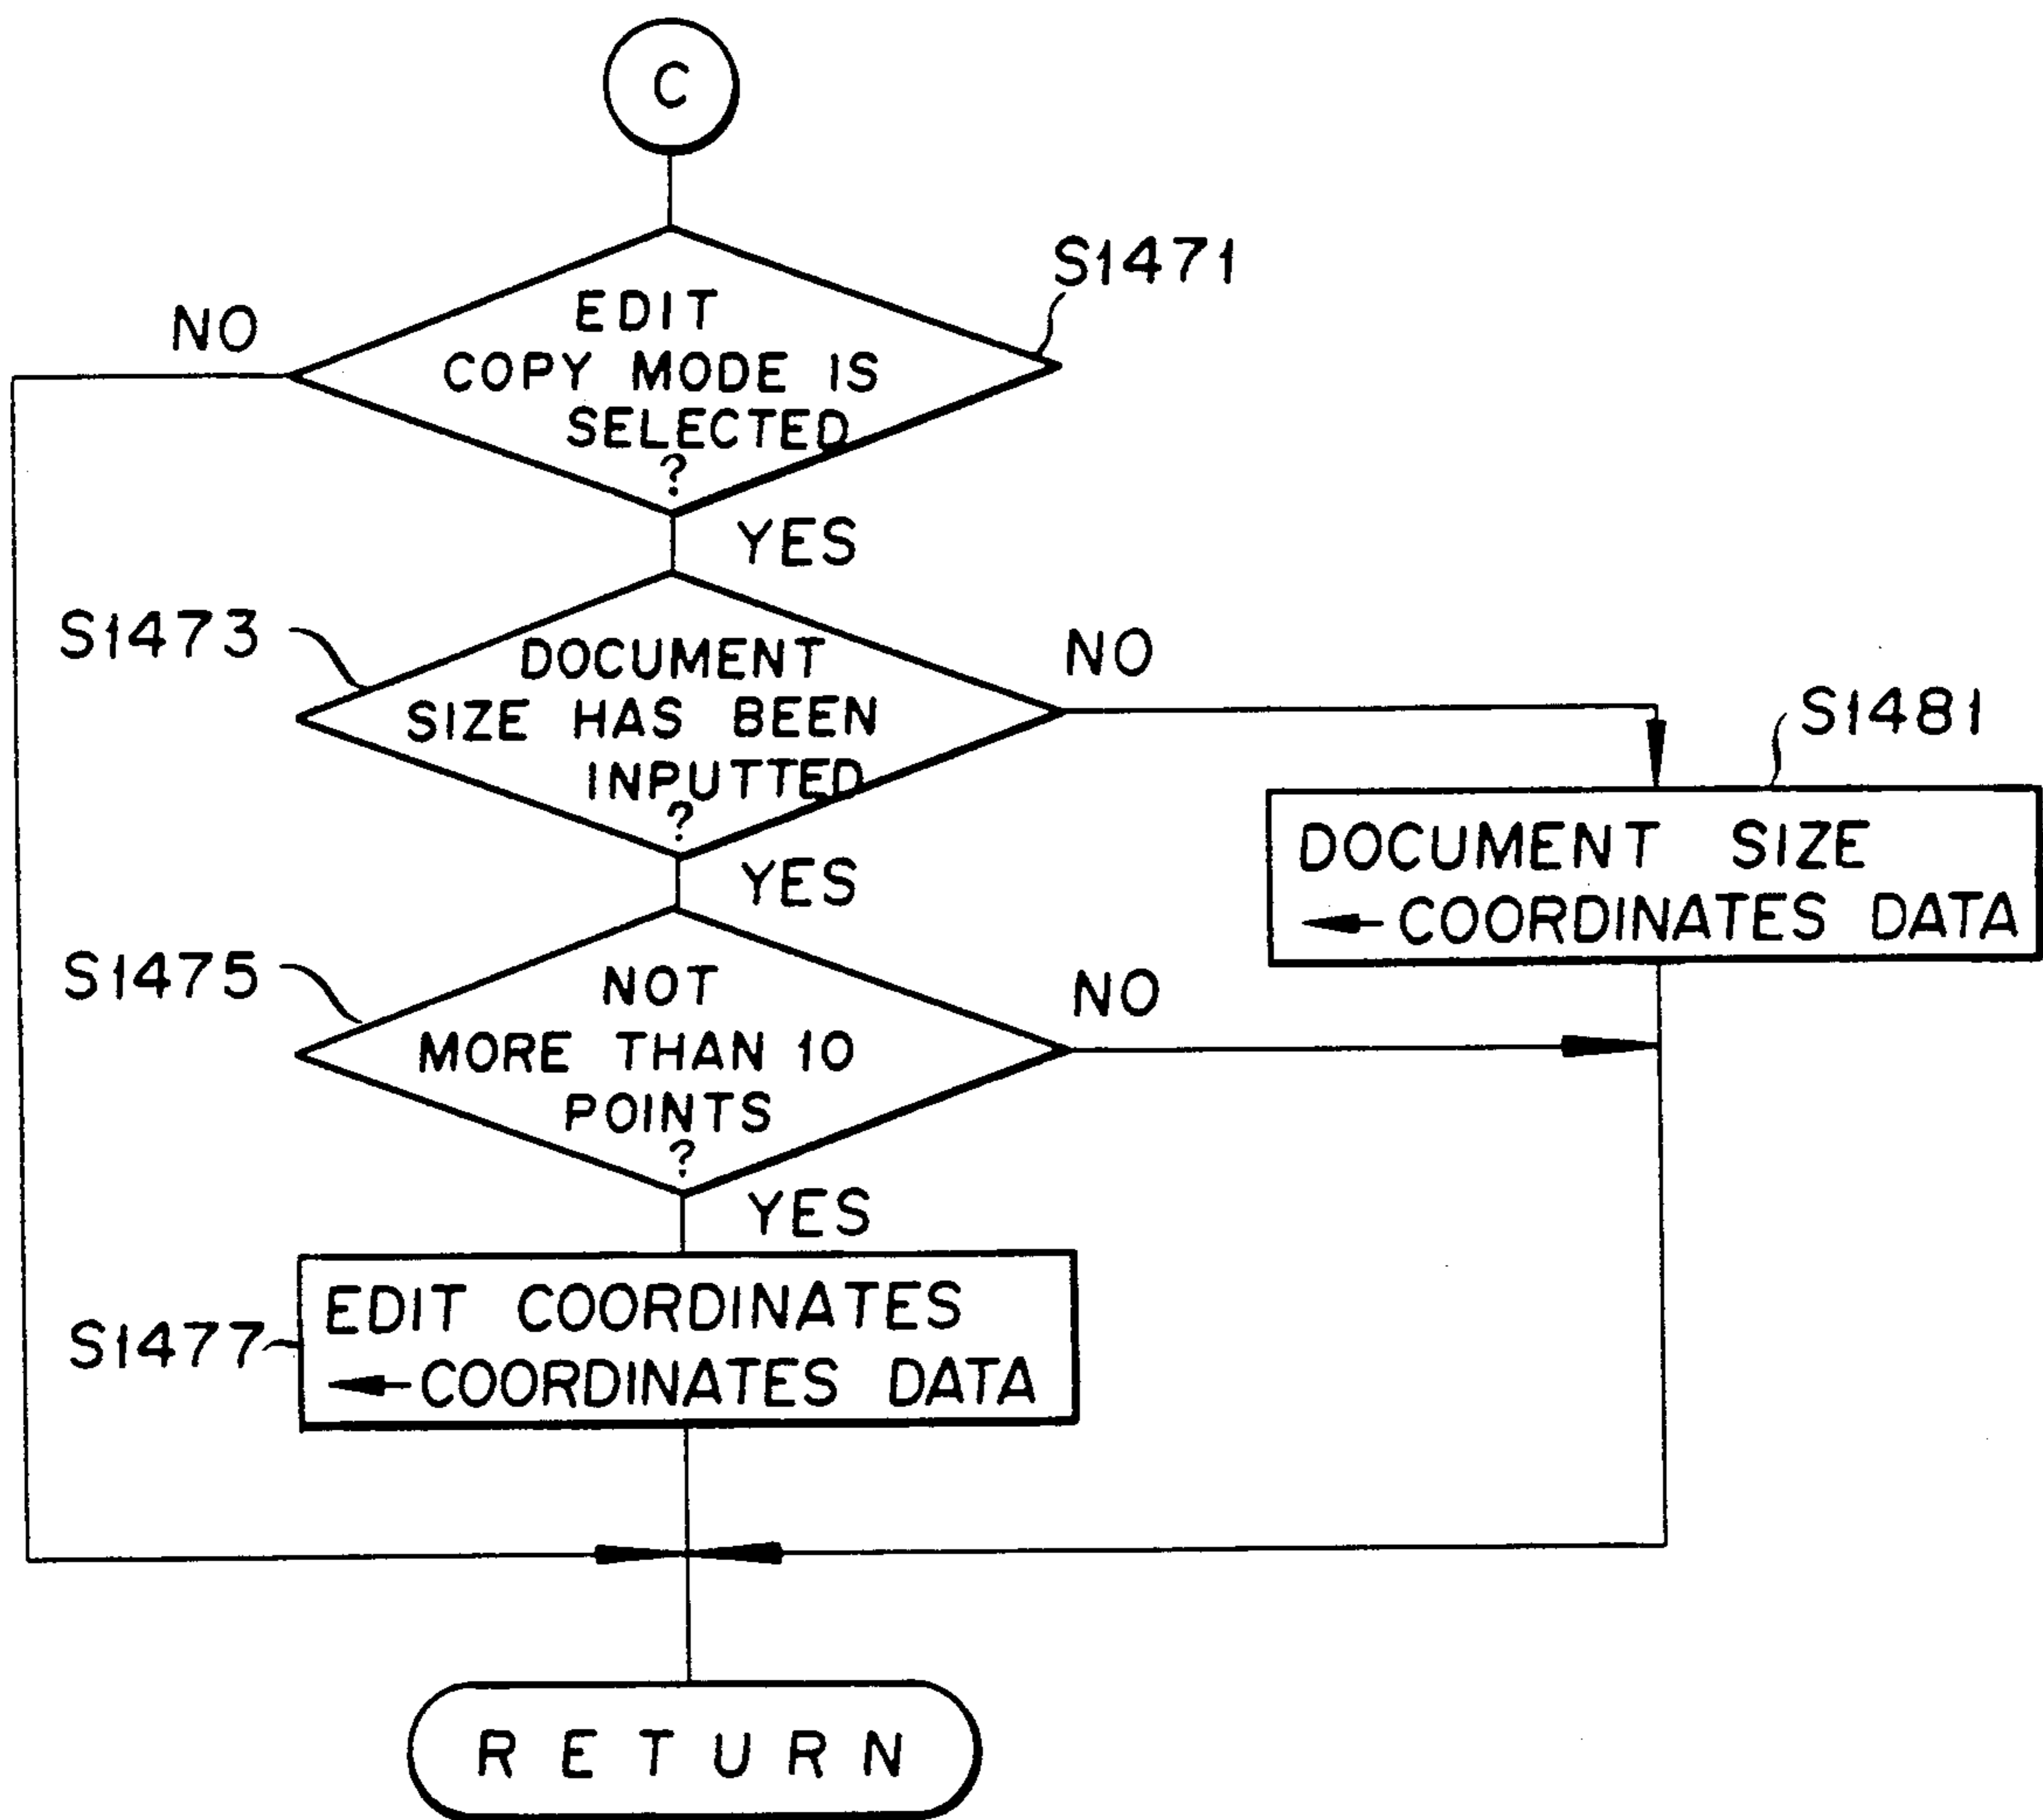 C
S1471
NO
EDIT
COPY MODE IS
SELECTED
?
YES
S1473
DOCUMENT
SIZE HAS BEEN
INPUTTED
?
NO
S1481
DOCUMENT SIZE
← COORDINATES DATA
YES
S1475
NOT
MORE THAN 10
POINTS
?
NO
YES
S1477
EDIT COORDINATES
← COORDINATES DATA
RETURN